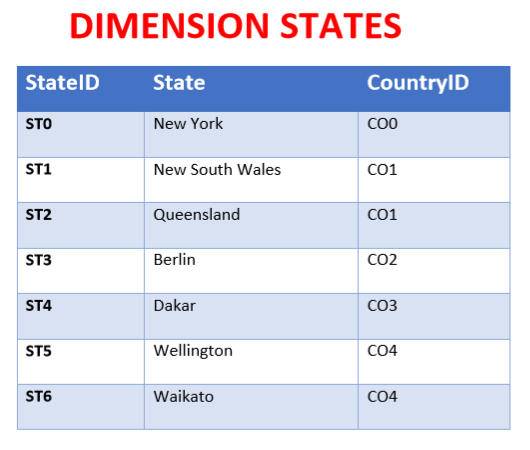 DIMENSION STATES
StateID State CountryID
ST0 New York CO0
ST1 New South Wales CO1
ST2 Queensland CO1
ST3 Berlin CO2
ST4 Dakar CO3
ST5 Wellington CO4
ST6 Waikato CO4